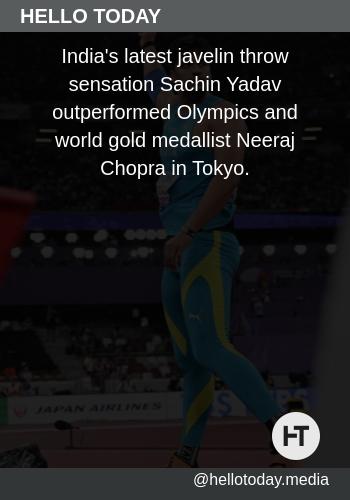 HELLO TODAY
India's latest javelin throw
sensation Sachin Yadav
outperformed Olympics and
world gold medallist Neeraj
Chopra in Tokyo.
JAPAN AIRLINES
HT
@hellotoday.media